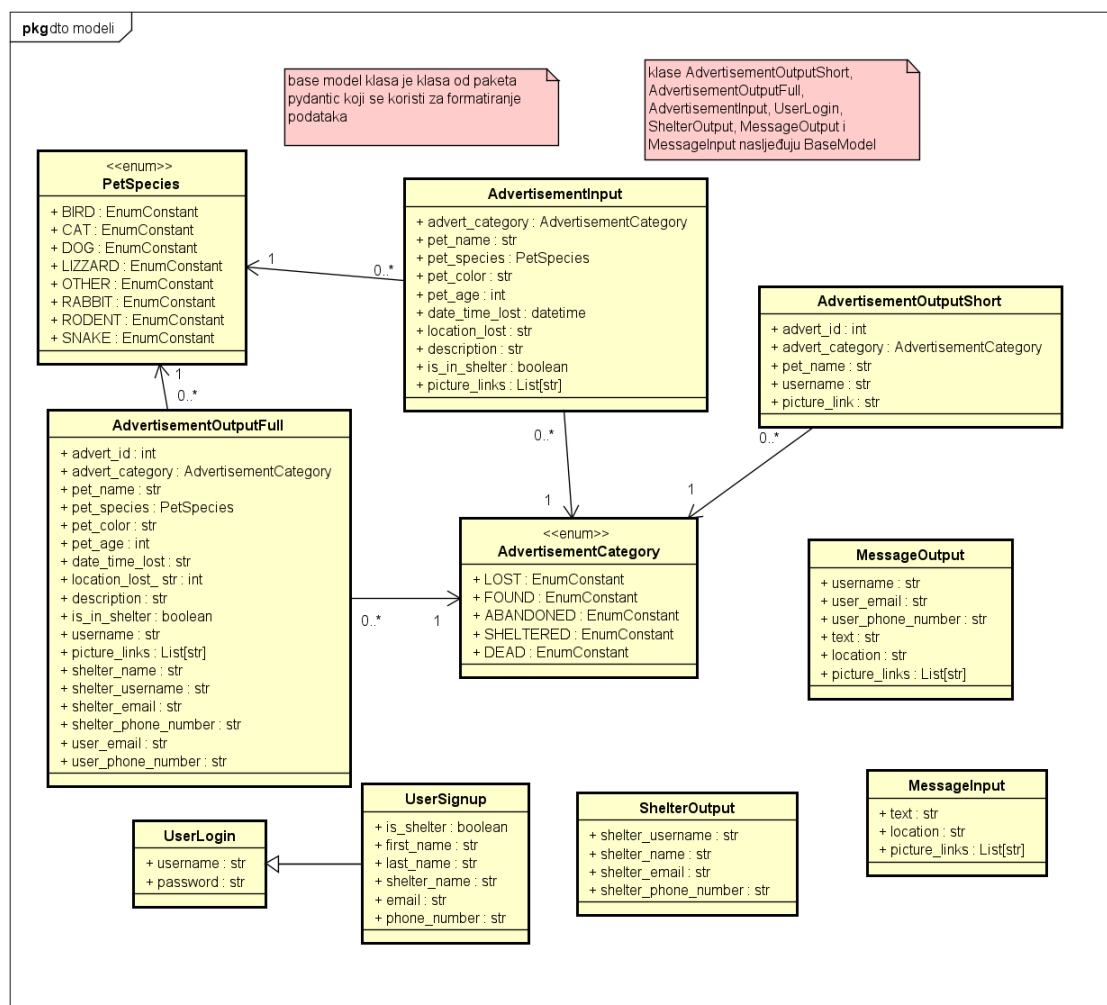 pkg dto modeli
base model klasa je klasa od paketa
pydantic koji se koristi za formatiranje
podataka
klase AdvertisementOutputShort,
AdvertisementOutputFull,
AdvertisementInput, UserLogin,
ShelterOutput, MessageOutput i
MessageInput nasljeđuju BaseModel
<<enum>>
PetSpecies
+ BIRD : EnumConstant
+ CAT : EnumConstant
+ DOG : EnumConstant
+ LIZZARD : EnumConstant
+ OTHER : EnumConstant
+ RABBIT : EnumConstant
+ RODENT : EnumConstant
+ SNAKE : EnumConstant
1
0..*
AdvertisementInput
+ advert_category : AdvertisementCategory
+ pet_name : str
+ pet_species : PetSpecies
+ pet_color : str
+ pet_age : int
+ date_time_lost : datetime
+ location_lost : str
+ description : str
+ is_in_shelter : boolean
+ picture_links : List[str]
AdvertisementOutputShort
+ advert_id : int
+ advert_category : AdvertisementCategory
+ pet_name : str
+ username : str
+ picture_link : str
1
0..*
0..*
1
0..*
1
AdvertisementOutputFull
+ advert_id : int
+ advert_category : AdvertisementCategory
+ pet_name : str
+ pet_species : PetSpecies
+ pet_color : str
+ pet_age : int
+ date_time_lost : str
+ location_lost_ str : int
+ description : str
+ is_in_shelter : boolean
+ username : str
+ picture_links : List[str]
+ shelter_name : str
+ shelter_username : str
+ shelter_email : str
+ shelter_phone_number : str
+ user_email : str
+ user_phone_number : str
0..*
1
<<enum>>
AdvertisementCategory
+ LOST : EnumConstant
+ FOUND : EnumConstant
+ ABANDONED : EnumConstant
+ SHELTERED : EnumConstant
+ DEAD : EnumConstant
MessageOutput
+ username : str
+ user_email : str
+ user_phone_number : str
+ text : str
+ location : str
+ picture_links : List[str]
UserLogin
+ username : str
+ password : str
UserSignup
+ is_shelter : boolean
+ first_name : str
+ last_name : str
+ shelter_name : str
+ email : str
+ phone_number : str
ShelterOutput
+ shelter_username : str
+ shelter_name : str
+ shelter_email : str
+ shelter_phone_number : str
MessageInput
+ text : str
+ location : str
+ picture_links : List[str]